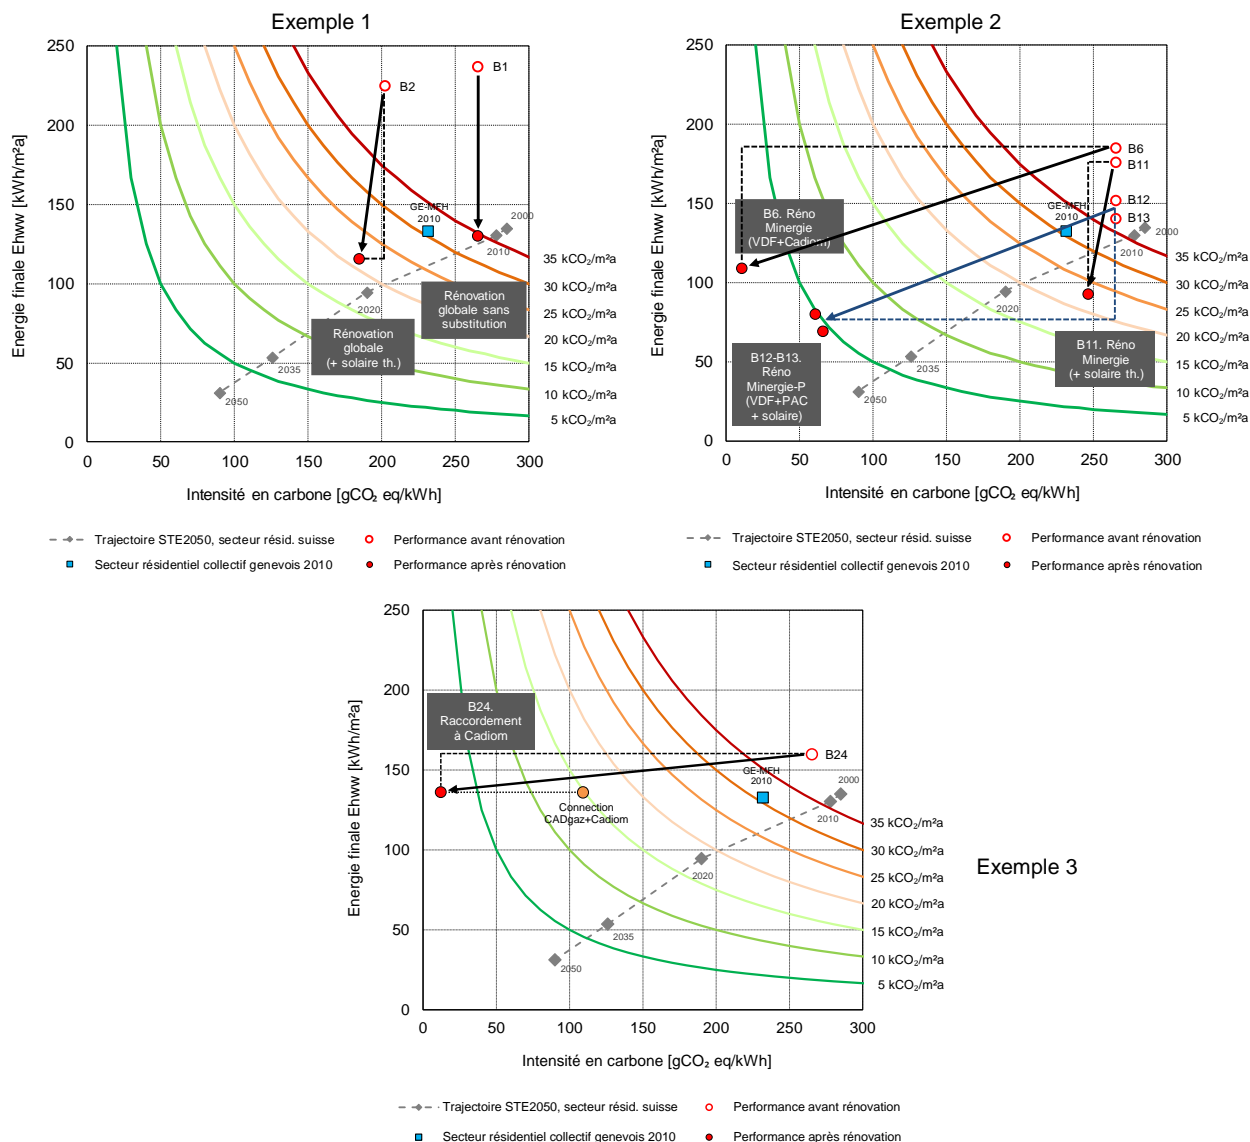 Exemple 1
Energie finale Ehww [kWh/m²a]
250
200
150
100
50
0
0
50
100
150
200
250
300
Intensité en carbone [gCO₂ eq/kWh]
B2
B1
GE-MFH
2010
2000
2010
2020
2035
2050
Rénovation
globale
(+ solaire th.)
Rénovation
globale sans
substitution
35 kCO₂/m²a
30 kCO₂/m²a
25 kCO₂/m²a
20 kCO₂/m²a
15 kCO₂/m²a
10 kCO₂/m²a
5 kCO₂/m²a
Trajectoire STE2050, secteur résid. suisse
Performance avant rénovation
Secteur résidentiel collectif genevois 2010
Performance après rénovation
Exemple 2
Energie finale Ehww [kWh/m²a]
250
200
150
100
50
0
0
50
100
150
200
250
300
Intensité en carbone [gCO₂ eq/kWh]
B6
B11
B12
B13
GE-MFH
2010
2000
2010
2020
2035
2050
B6. Réno
Minergie
(VDF+Cadiom)
B12-B13.
Réno
Minergie-P
(VDF+PAC
+ solaire)
B11. Réno
Minergie
(+ solaire th.)
35 kCO₂/m²a
30 kCO₂/m²a
25 kCO₂/m²a
20 kCO₂/m²a
15 kCO₂/m²a
10 kCO₂/m²a
5 kCO₂/m²a
Trajectoire STE2050, secteur résid. suisse
Performance avant rénovation
Secteur résidentiel collectif genevois 2010
Performance après rénovation
Energie finale Ehww [kWh/m²a]
250
200
150
100
50
0
0
50
100
150
200
250
300
Intensité en carbone [gCO₂ eq/kWh]
B24.
Raccordement
à Cadiom
B24
GE-MFH
2010
Connection
CADgaz+Cadiom
2000
2010
2020
2035
2050
35 kCO₂/m²a
30 kCO₂/m²a
25 kCO₂/m²a
20 kCO₂/m²a
15 kCO₂/m²a
10 kCO₂/m²a
5 kCO₂/m²a
Exemple 3
Trajectoire STE2050, secteur résid. suisse
Performance avant rénovation
Secteur résidentiel collectif genevois 2010
Performance après rénovation